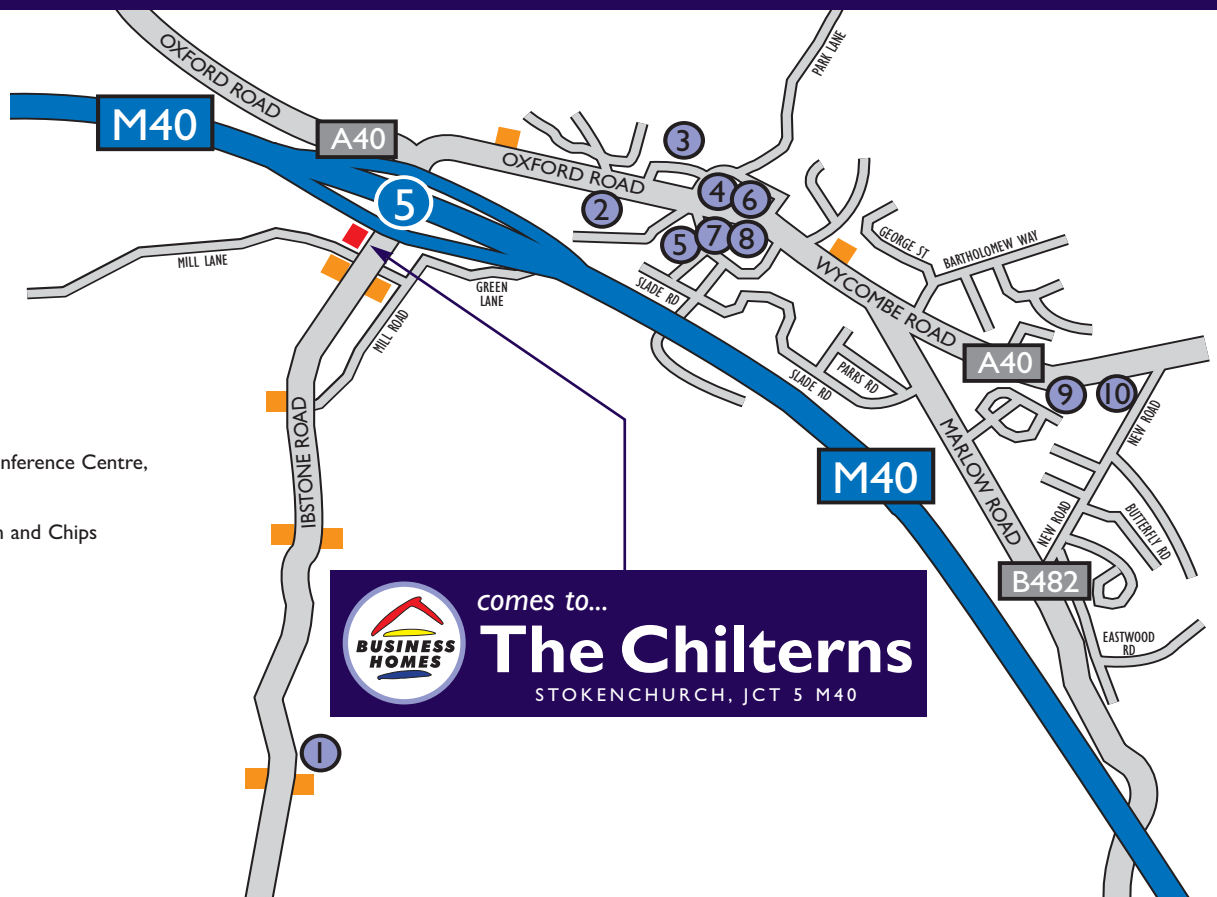 OXFORD ROAD
PARK LANE
M40
A40
3
OXFORD ROAD
4
6
5
2
7
8
5
GEORGE ST
BARTHOLOMEW WAY
MILL LANE
GREEN
LANE
SLADE RD
WYCOMBE ROAD
MILL ROAD
A40
PARRS RD
SLADE RD
9
10
NEW ROAD
IBSTONE ROAD
MARLOW ROAD
nference Centre,
M40
n and Chips
NEW ROAD
BUTTERFLY RD
B482
EASTWOOD
RD
comes to...
BUSINESS
HOMES
The Chilterns
STOKENCHURCH, JCT 5 M40
1